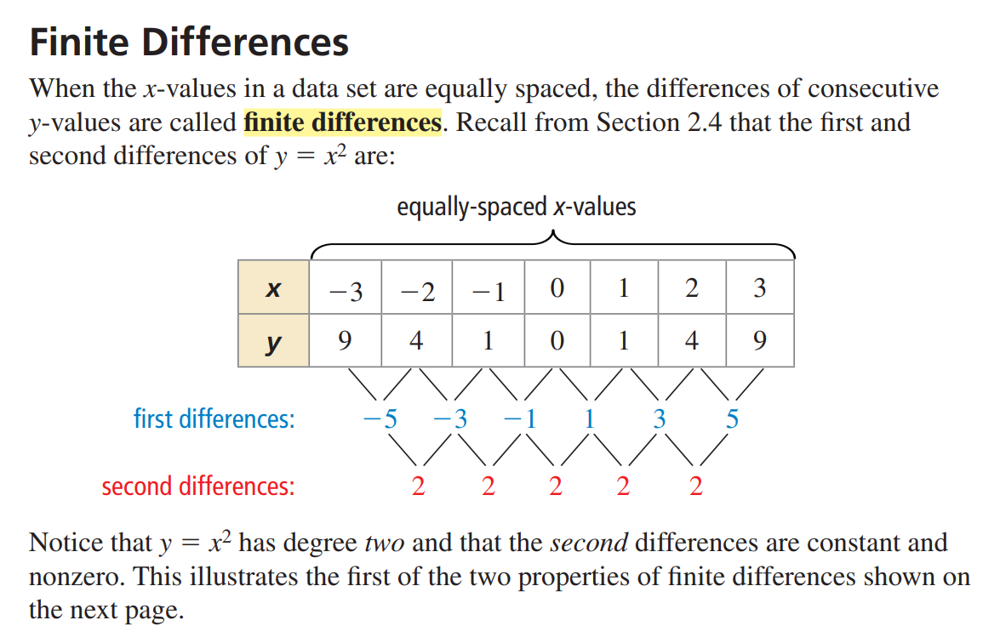 Finite Differences
When the x-values in a data set are equally spaced, the differences of consecutive
y-values are called finite differences. Recall from Section 2.4 that the first and
second differences of y = x² are:
equally-spaced x-values
x −3 −2 −1 0 1 2 3
y 9 4 1 0 1 4 9
first differences: −5 −3 −1 1 3 5
second differences: 2 2 2 2 2
Notice that y = x² has degree two and that the second differences are constant and
nonzero. This illustrates the first of the two properties of finite differences shown on
the next page.